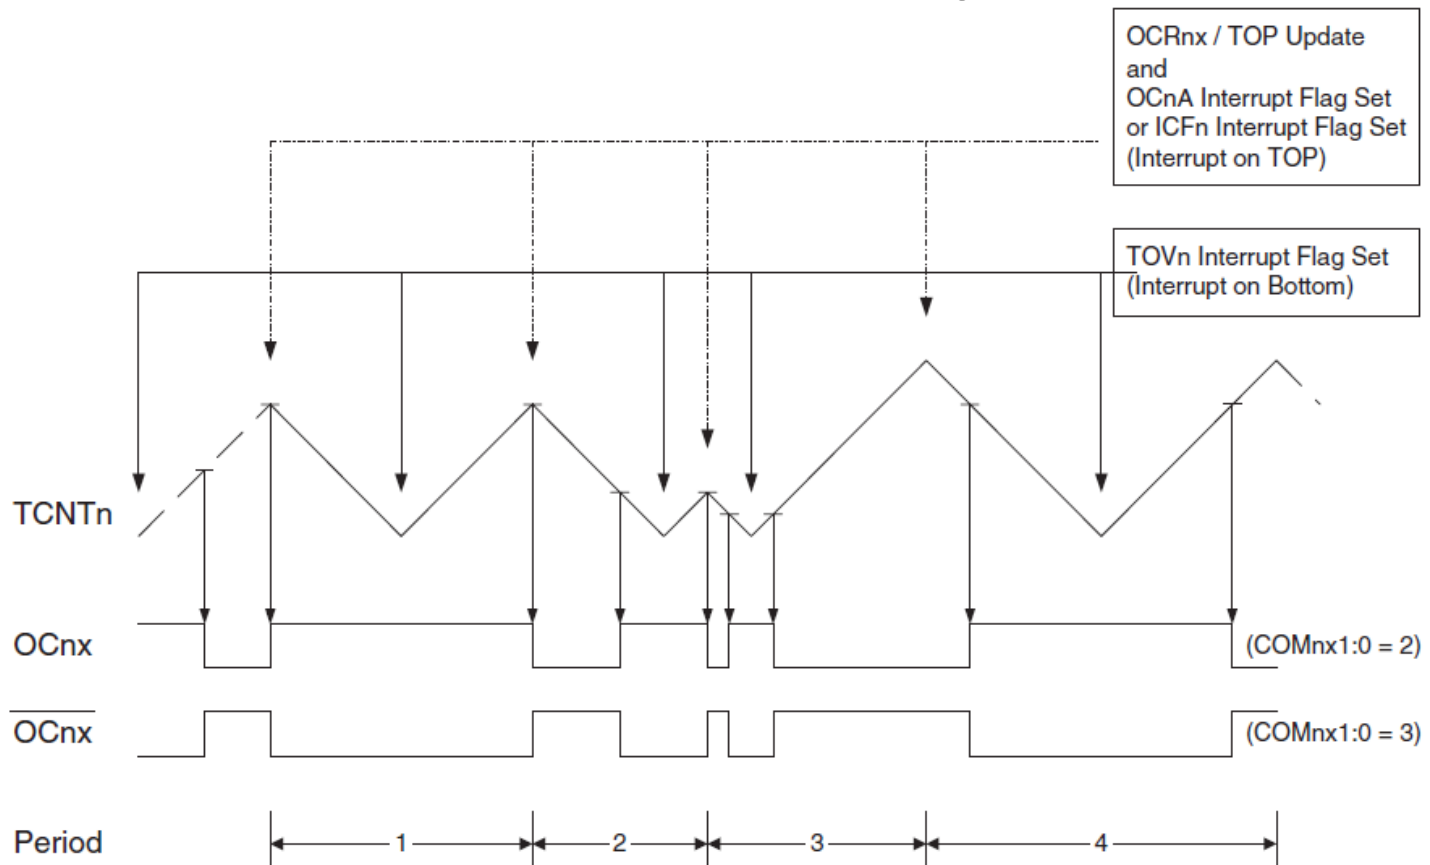 OCRnx / TOP Update
and
OCnA Interrupt Flag Set
or ICFn Interrupt Flag Set
(Interrupt on TOP)
TOVn Interrupt Flag Set
(Interrupt on Bottom)
TCNTn
OCnx
(COMnx1:0 = 2)
OCnx
(COMnx1:0 = 3)
Period
1
2
3
4